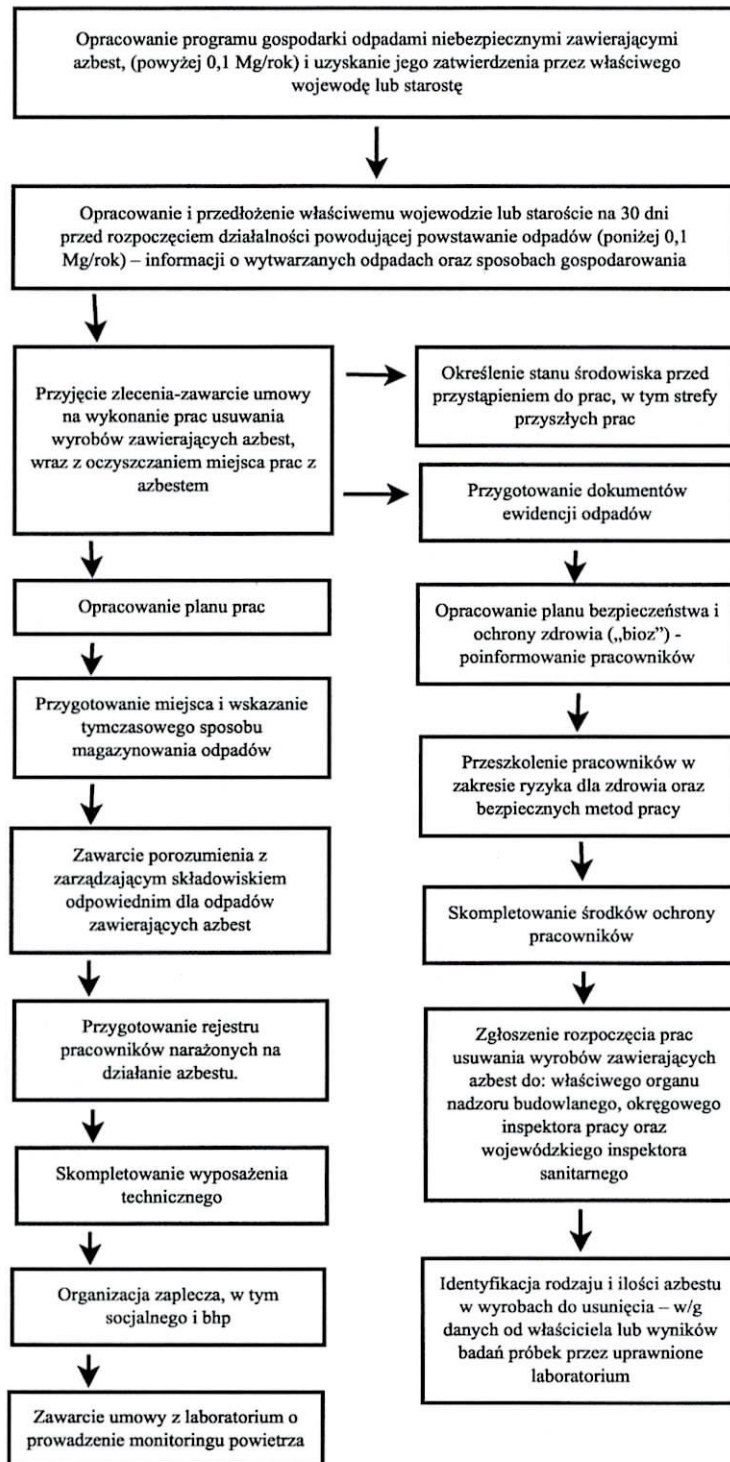 Opracowanie programu gospodarki odpadami niebezpiecznymi zawierającymi
azbest, (powyżej 0,1 Mg/rok) i uzyskanie jego zatwierdzenia przez właściwego
wojewodę lub starostę
Opracowanie i przedłożenie właściwemu wojewodzie lub staroście na 30 dni
przed rozpoczęciem działalności powodującej powstawanie odpadów (poniżej 0,1
Mg/rok) – informacji o wytwarzanych odpadach oraz sposobach gospodarowania
Przyjęcie zlecenia-zawarcie umowy
na wykonanie prac usuwania
wyrobów zawierających azbest,
wraz z oczyszczaniem miejsca prac z
azbestem
Opracowanie planu prac
Przygotowanie miejsca i wskazanie
tymczasowego sposobu
magazynowania odpadów
Zawarcie porozumienia z
zarządzającym składowiskiem
odpowiednim dla odpadów
zawierających azbest
Przygotowanie rejestru
pracowników narażonych na
działanie azbestu.
Skompletowanie wyposażenia
technicznego
Organizacja zaplecza, w tym
socjalnego i bhp
Zawarcie umowy z laboratorium o
prowadzenie monitoringu powietrza
Określenie stanu środowiska przed
przystąpieniem do prac, w tym strefy
przyszłych prac
Przygotowanie dokumentów
ewidencji odpadów
Opracowanie planu bezpieczeństwa i
ochrony zdrowia („bioz”) -
poinformowanie pracowników
Przeszkolenie pracowników w
zakresie ryzyka dla zdrowia oraz
bezpiecznych metod pracy
Skompletowanie środków ochrony
pracowników
Zgłoszenie rozpoczęcia prac
usuwania wyrobów zawierających
azbest do: właściwego organu
nadzoru budowlanego, okręgowego
inspektora pracy oraz
wojewódzkiego inspektora
sanitarnego
Identyfikacja rodzaju i ilości azbestu
w wyrobach do usunięcia – w/g
danych od właściciela lub wyników
badań próbek przez uprawnione
laboratorium